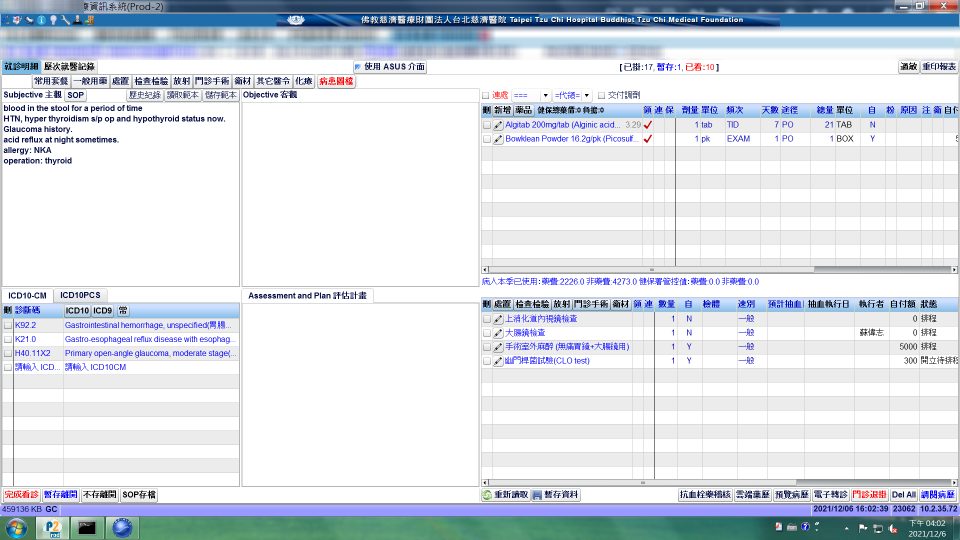 資訊系統(Prod-2)
佛教慈濟醫療財團法人台北慈濟醫院 Taipei Tzu Chi Hospital Buddhist Tzu Chi Medical Foundation
就診明細 歷次就醫記錄 使用 ASUS 介面 [已掛:17, 暫存:1, 已看:10 ] 過敏 重印報表
常用套餐 一般用藥 處置 檢查檢驗 放射 門診手術 衛材 其它醫令 化療 病患圖檔
Subjective 主觀 SOP 歷史紀錄 讀取範本 儲存範本 Objective 客觀
blood in the stool for a period of time
HTN, hyper thyroidism s/p op and hypothyroid status now.
Glaucoma history.
acid reflux at night sometimes.
allergy: NKA
operation: thyroid
連處 === =代碼= 交付調劑
刪 新增 藥品 健保總藥價:0 待搶:0 領 連 保 劑量 單位 頻次 天數 途徑 總量 單位 自 粉 原因 注 衛 自付
Algitab 200mg/tab (Alginic acid... 3.29 1 tab TID 7 PO 21 TAB N
Bowklean Powder 16.2g/pk (Picosulf... 1 pk EXAM 1 PO 1 BOX Y 5
病人本季已使用: 藥費:2226.0 非藥費:4273.0 健保署管控值: 藥費:0.0 非藥費:0.0
ICD10-CM ICD10PCS
刪 診斷碼 ICD10 ICD9 常
K92.2 Gastrointestinal hemorrhage, unspecified(胃腸...
K21.0 Gastro-esophageal reflux disease with esophag...
H40.11X2 Primary open-angle glaucoma, moderate stage(...
請輸入 ICD... 請輸入 ICD10CM
Assessment and Plan 評估計畫
刪 處置 檢查檢驗 放射 門診手術 衛材 領 連 數量 自 檢體 速別 預計抽血 抽血執行日 執行者 自付額 狀態
上消化道內視鏡檢查 1 N 一般 0 排程
大腸鏡檢查 1 N 一般 蘇偉志 0 排程
手術室外麻醉 (無痛胃鏡+大腸鏡用) 1 Y 一般 5000 排程
幽門桿菌試驗(CLO test) 1 Y 一般 300 開立待排程
完成看診 暫存離開 不存離開 SOP存檔 重新讀取 暫存資料 抗血栓藥稽核 雲端藥歷 預覽病歷 電子轉診 門診退掛 Del All 請閱病歷
459136 KB GC 2021/12/06 16:02:39 23062 10.2.35.72
下午 04:02
2021/12/6